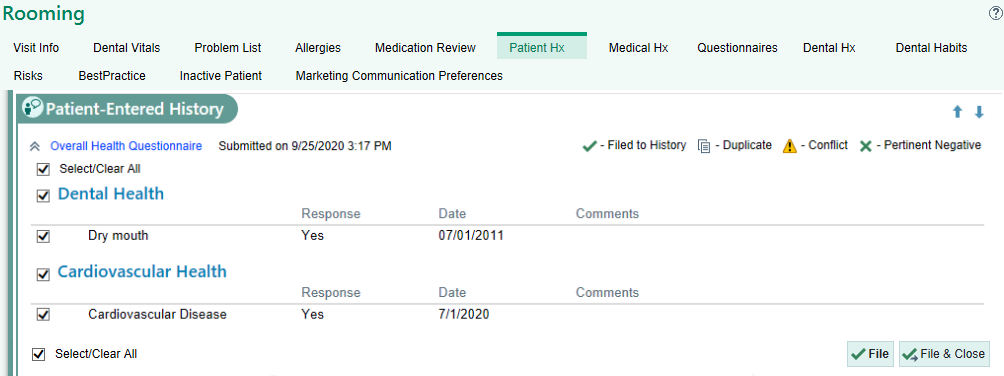 Rooming
Visit Info Dental Vitals Problem List Allergies Medication Review Patient Hx Medical Hx Questionnaires Dental Hx Dental Habits
Risks BestPractice Inactive Patient Marketing Communication Preferences
Patient-Entered History
Overall Health Questionnaire Submitted on 9/25/2020 3:17 PM - Filed to History - Duplicate - Conflict - Pertinent Negative
Select/Clear All
Dental Health
Response Date Comments
Dry mouth Yes 07/01/2011
Cardiovascular Health
Response Date Comments
Cardiovascular Disease Yes 7/1/2020
Select/Clear All File File & Close